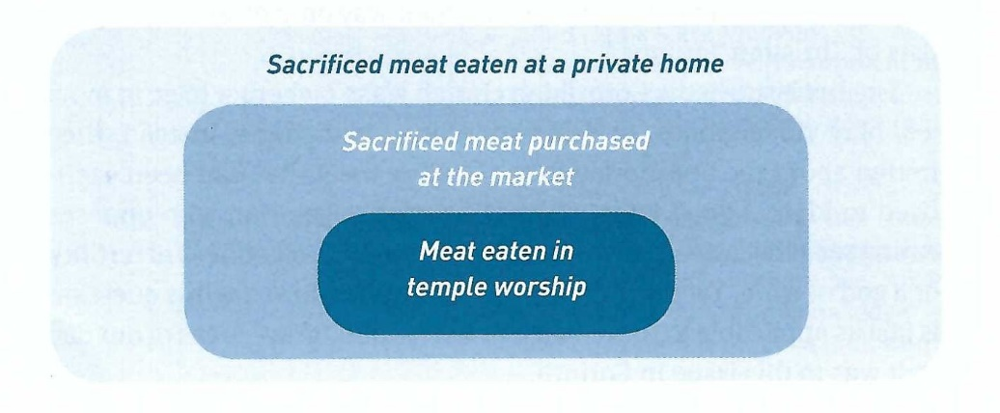 Sacrificed meat eaten at a private home
Sacrificed meat purchased
at the market
Meat eaten in
temple worship